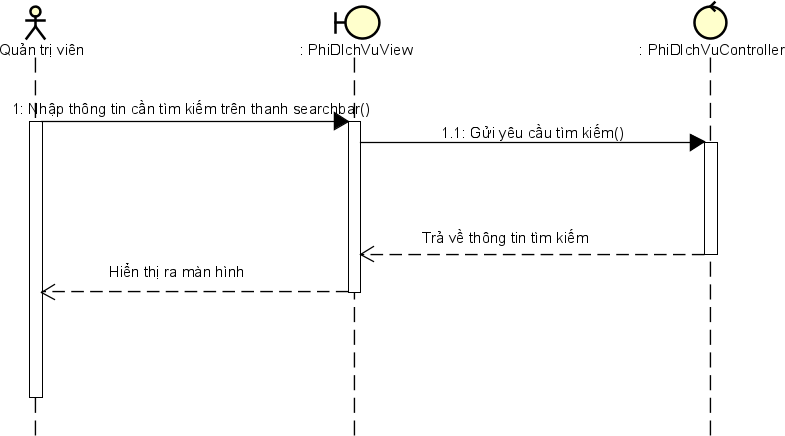 Quản trị viên
: PhiDIchVuView
: PhiDIchVuController
1: Nhập thông tin cần tìm kiếm trên thanh searchbar()
1.1: Gửi yêu cầu tìm kiếm()
Trả về thông tin tìm kiếm
Hiển thị ra màn hình